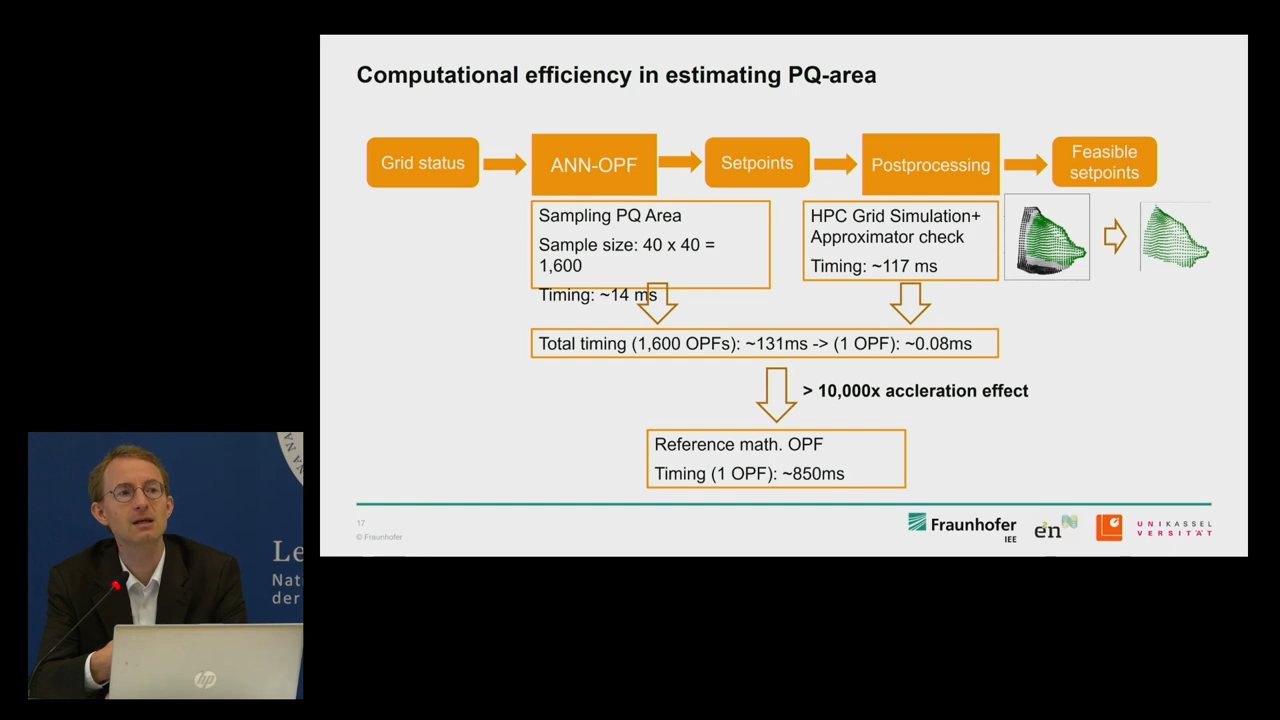 Computational efficiency in estimating PQ-area
Grid status
ANN-OPF
Setpoints
Postprocessing
Feasible
setpoints
Sampling PQ Area
Sample size: 40 x 40 =
1,600
Timing: ~14 ms
HPC Grid Simulation+
Approximator check
Timing: ~117 ms
Total timing (1,600 OPFs): ~131ms -> (1 OPF): ~0.08ms
> 10,000x accleration effect
Reference math. OPF
Timing (1 OPF): ~850ms
17
© Fraunhofer
Fraunhofer
IEE
e²n
UNIKASSEL
VERSITÄT
Le
Nati
der
hp